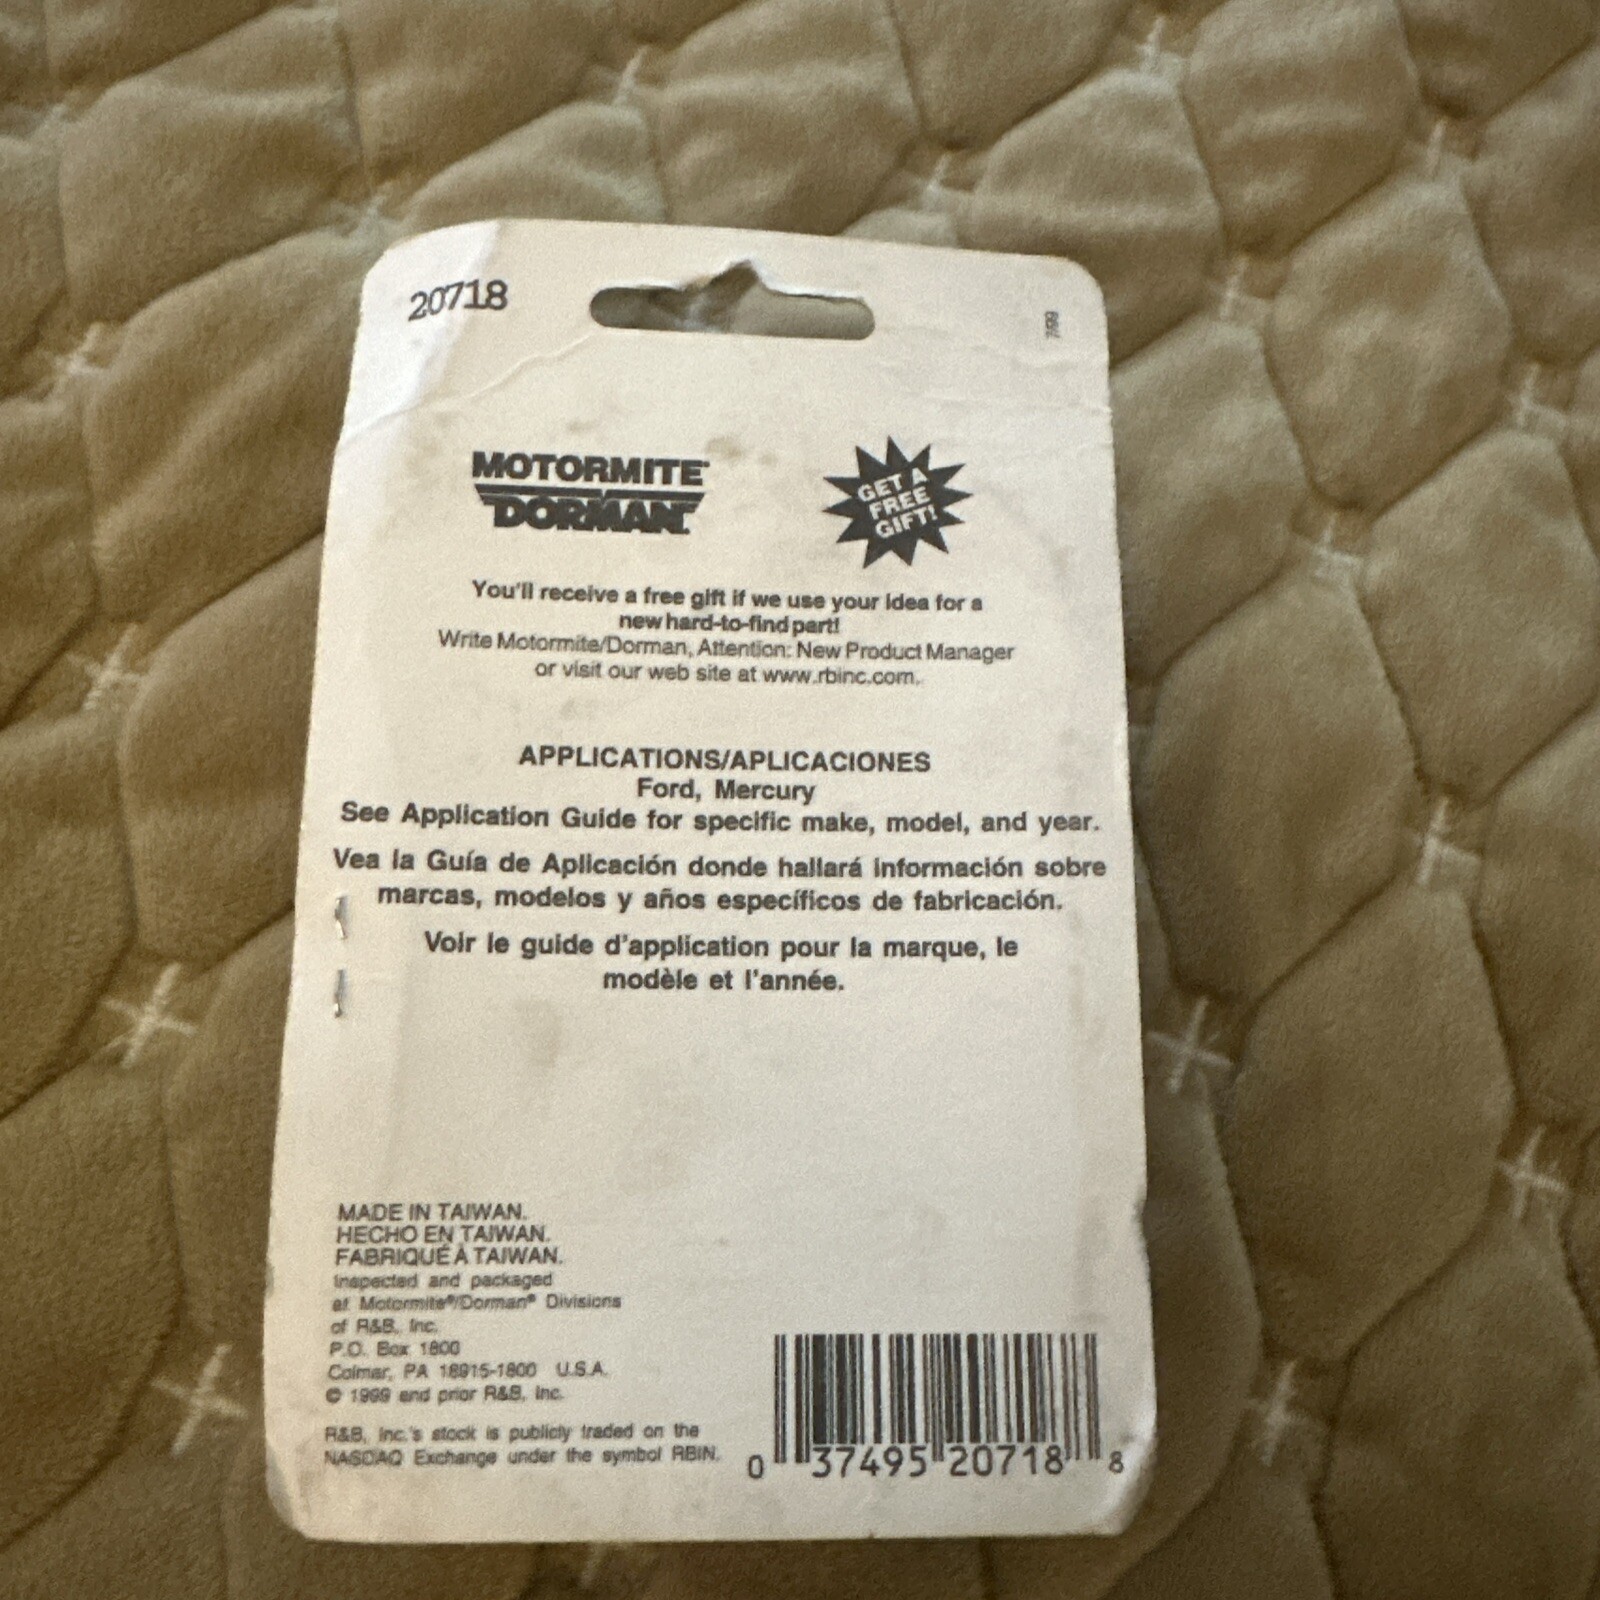 20718
7/99
MOTORMITE
DORMAN
GET A
FREE
GIFT!
You'll receive a free gift if we use your idea for a
new hard-to-find part!
Write Motormite/Dorman, Attention: New Product Manager
or visit our web site at www.rbinc.com.
APPLICATIONS/APLICACIONES
Ford, Mercury
See Application Guide for specific make, model, and year.
Vea la Guía de Aplicación donde hallará información sobre
marcas, modelos y años específicos de fabricación.
Voir le guide d'application pour la marque, le
modèle et l'année.
MADE IN TAIWAN.
HECHO EN TAIWAN.
FABRIQUÉ À TAIWAN.
Inspected and packaged
at Motormite®/Dorman® Divisions
of R&B, Inc.
P.O. Box 1800
Colmar, PA 18915-1800 U.S.A.
© 1999 and prior R&B, Inc.
R&B, Inc.'s stock is publicly traded on the
NASDAQ Exchange under the symbol RBIN.
0 37495 20718 8